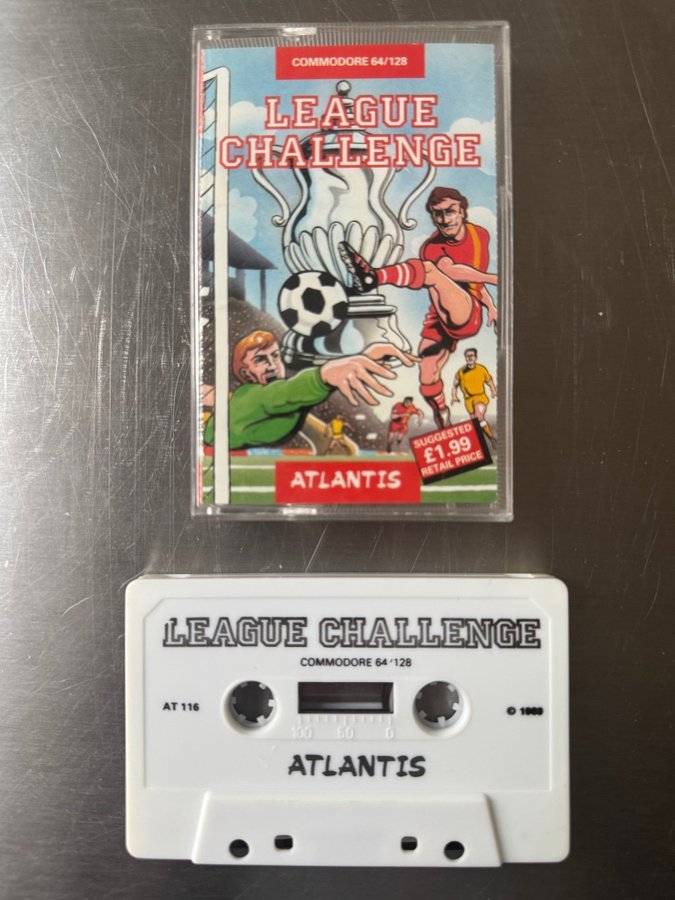 COMMODORE 64/128
LEAGUE
CHALLENGE
SUGGESTED
£1.99
RETAIL PRICE
ATLANTIS
LEAGUE CHALLENGE
COMMODORE 64/128
AT 116
© 1989
100 50 0
ATLANTIS